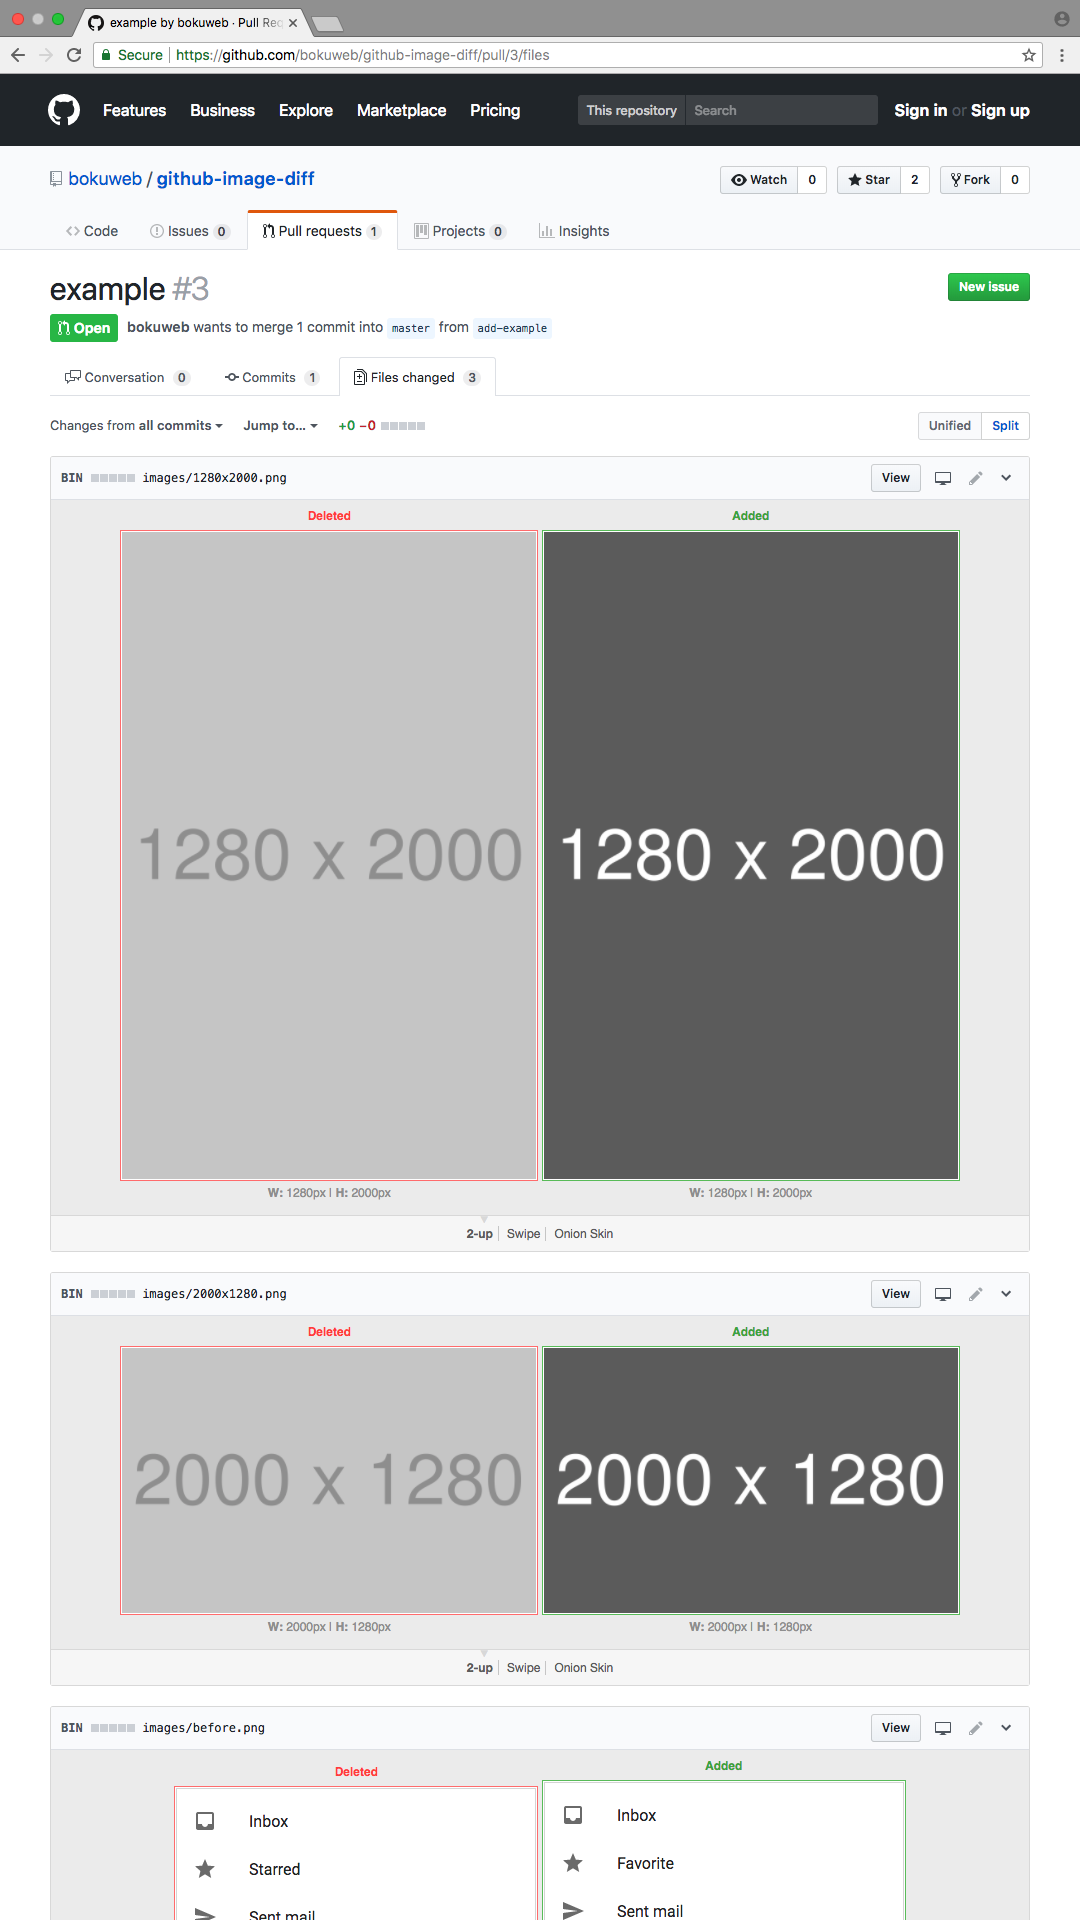 example by bokuweb · Pull Req
Secure https://github.com/bokuweb/github-image-diff/pull/3/files
Features Business Explore Marketplace Pricing This repository Search Sign in or Sign up
bokuweb / github-image-diff Watch 0 Star 2 Fork 0
Code Issues 0 Pull requests 1 Projects 0 Insights
example #3 New issue
Open bokuweb wants to merge 1 commit into master from add-example
Conversation 0 Commits 1 Files changed 3
Changes from all commits Jump to... +0 −0 Unified Split
BIN images/1280x2000.png View
Deleted Added
1280 x 2000 1280 x 2000
W: 1280px | H: 2000px W: 1280px | H: 2000px
2-up Swipe Onion Skin
BIN images/2000x1280.png View
Deleted Added
2000 x 1280 2000 x 1280
W: 2000px | H: 1280px W: 2000px | H: 1280px
2-up Swipe Onion Skin
BIN images/before.png View
Deleted Added
Inbox Inbox
Starred Favorite
Sent mail Sent mail